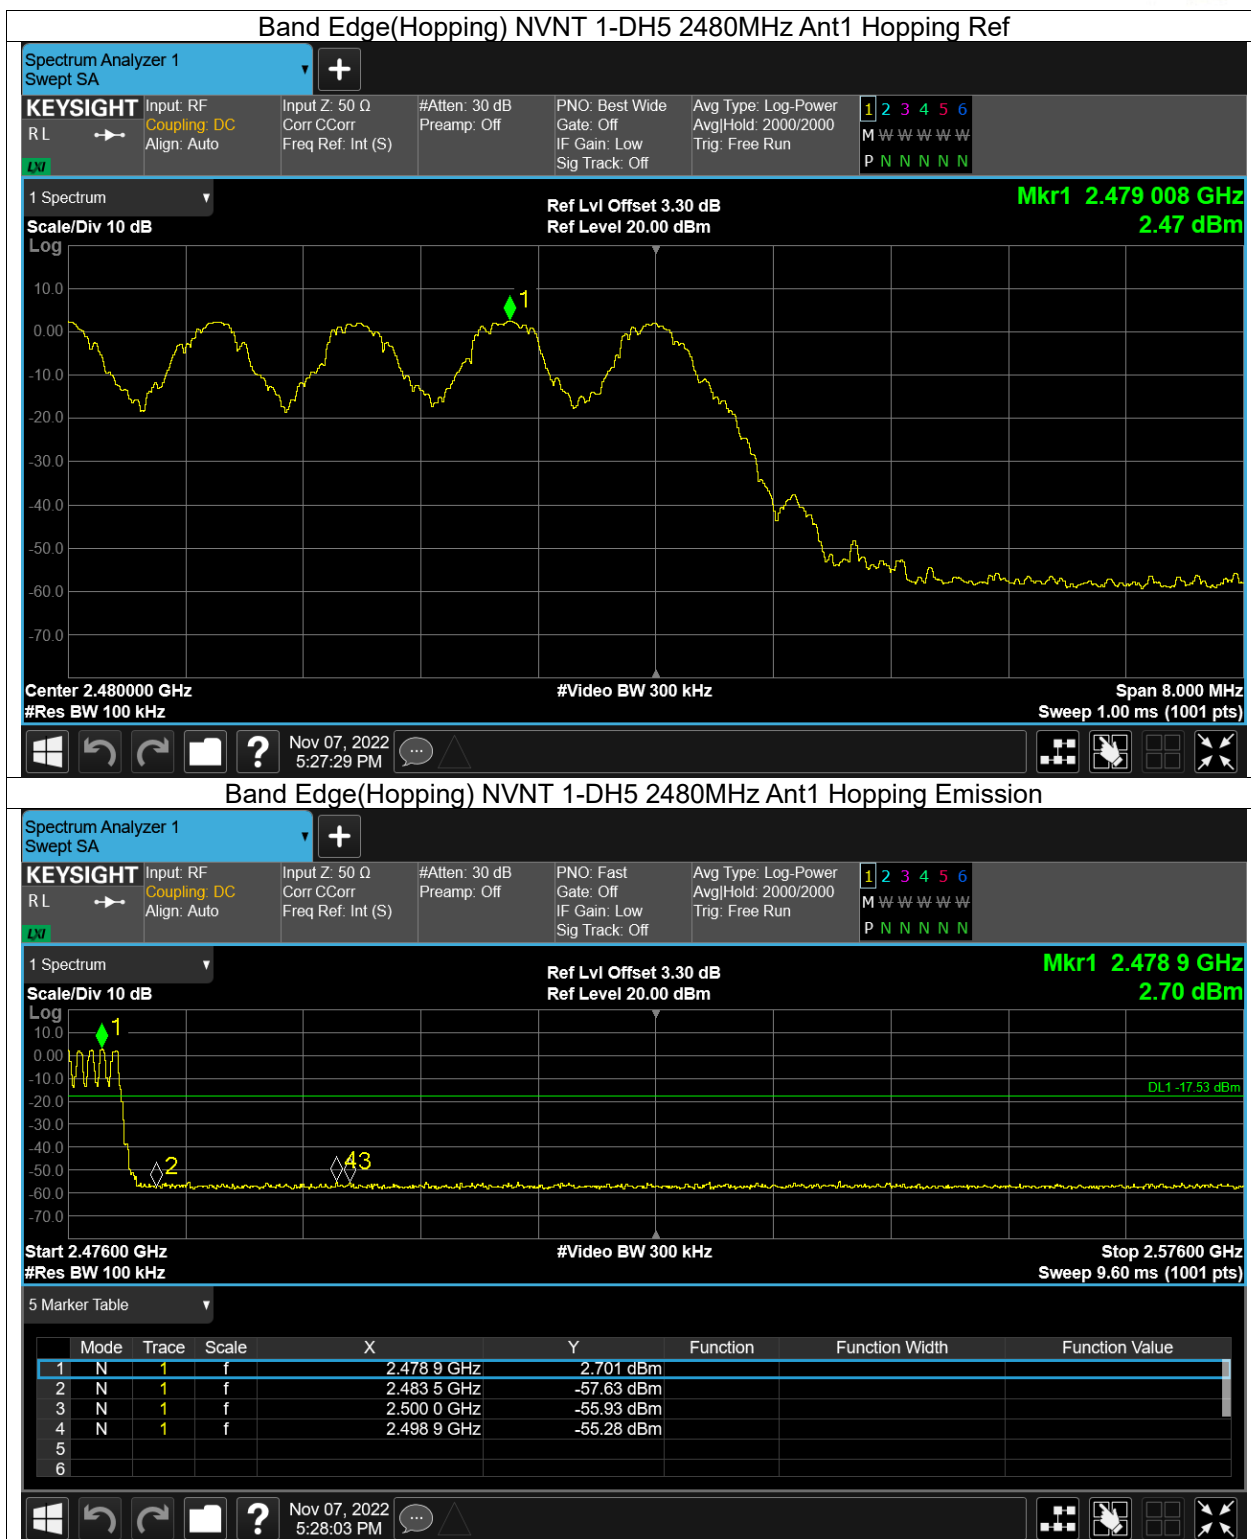 Band Edge(Hopping) NVNT 1-DH5 2480MHz Ant1 Hopping Ref
Spectrum Analyzer 1
Swept SA
KEYSIGHT Input: RF Input Z: 50 Ω #Atten: 30 dB PNO: Best Wide Avg Type: Log-Power 1 2 3 4 5 6
R L Coupling: DC Corr CCorr Preamp: Off Gate: Off Avg|Hold: 2000/2000 M W W W W W
Align: Auto Freq Ref: Int (S) IF Gain: Low Trig: Free Run
LXI Sig Track: Off P N N N N N
1 Spectrum Ref Lvl Offset 3.30 dB Mkr1 2.479 008 GHz
Scale/Div 10 dB Ref Level 20.00 dBm 2.47 dBm
Log
1
10.0
0.00
-10.0
-20.0
-30.0
-40.0
-50.0
-60.0
-70.0
Center 2.480000 GHz #Video BW 300 kHz Span 8.000 MHz
#Res BW 100 kHz Sweep 1.00 ms (1001 pts)
? Nov 07, 2022
5:27:29 PM
Band Edge(Hopping) NVNT 1-DH5 2480MHz Ant1 Hopping Emission
Spectrum Analyzer 1
Swept SA
KEYSIGHT Input: RF Input Z: 50 Ω #Atten: 30 dB PNO: Fast Avg Type: Log-Power 1 2 3 4 5 6
R L Coupling: DC Corr CCorr Preamp: Off Gate: Off Avg|Hold: 2000/2000 M W W W W W
Align: Auto Freq Ref: Int (S) IF Gain: Low Trig: Free Run
LXI Sig Track: Off P N N N N N
1 Spectrum Ref Lvl Offset 3.30 dB Mkr1 2.478 9 GHz
Scale/Div 10 dB Ref Level 20.00 dBm 2.70 dBm
Log
1
10.0
0.00
-10.0
DL1 -17.53 dBm
-20.0
-30.0
-40.0
2 43
-50.0
-60.0
-70.0
Start 2.47600 GHz #Video BW 300 kHz Stop 2.57600 GHz
#Res BW 100 kHz Sweep 9.60 ms (1001 pts)
5 Marker Table
Mode Trace Scale X Y Function Function Width Function Value
1 N 1 f 2.478 9 GHz 2.701 dBm
2 N 1 f 2.483 5 GHz -57.63 dBm
3 N 1 f 2.500 0 GHz -55.93 dBm
4 N 1 f 2.498 9 GHz -55.28 dBm
5
6
? Nov 07, 2022
5:28:03 PM